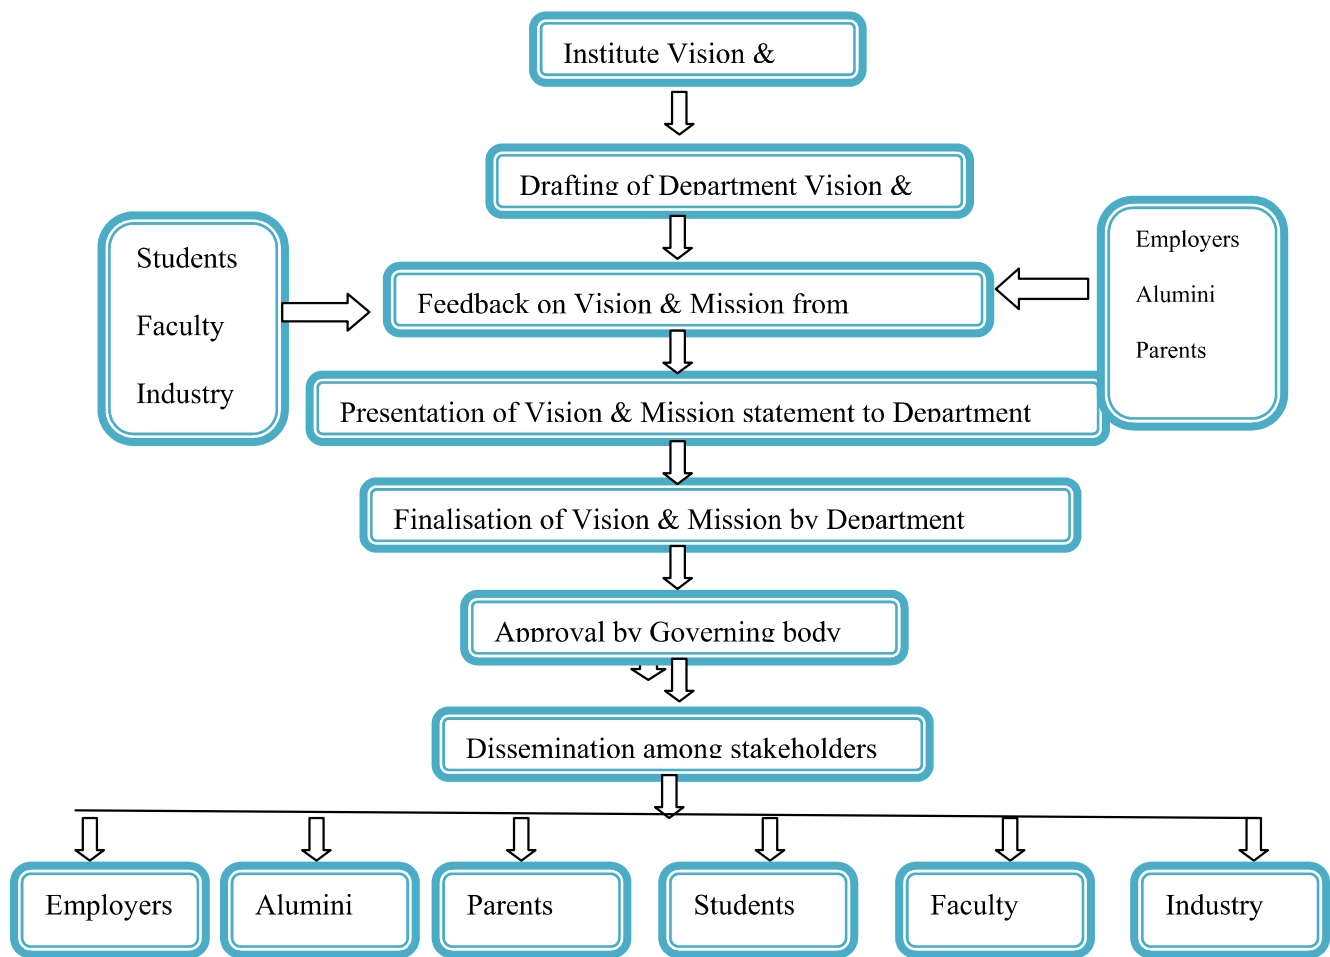 Institute Vision &
Drafting of Department Vision &
Students
Faculty
Industry
Employers
Alumini
Parents
Feedback on Vision & Mission from
Presentation of Vision & Mission statement to Department
Finalisation of Vision & Mission by Department
Approval by Governing body
Dissemination among stakeholders
Employers
Alumini
Parents
Students
Faculty
Industry